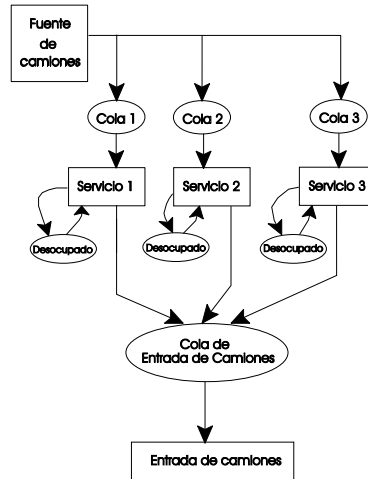 Fuente
de
camiones
Cola 1
Cola 2
Cola 3
Servicio 1
Servicio 2
Servicio 3
Desocupado
Desocupado
Desocupado
Cola de
Entrada de Camiones
Entrada de camiones